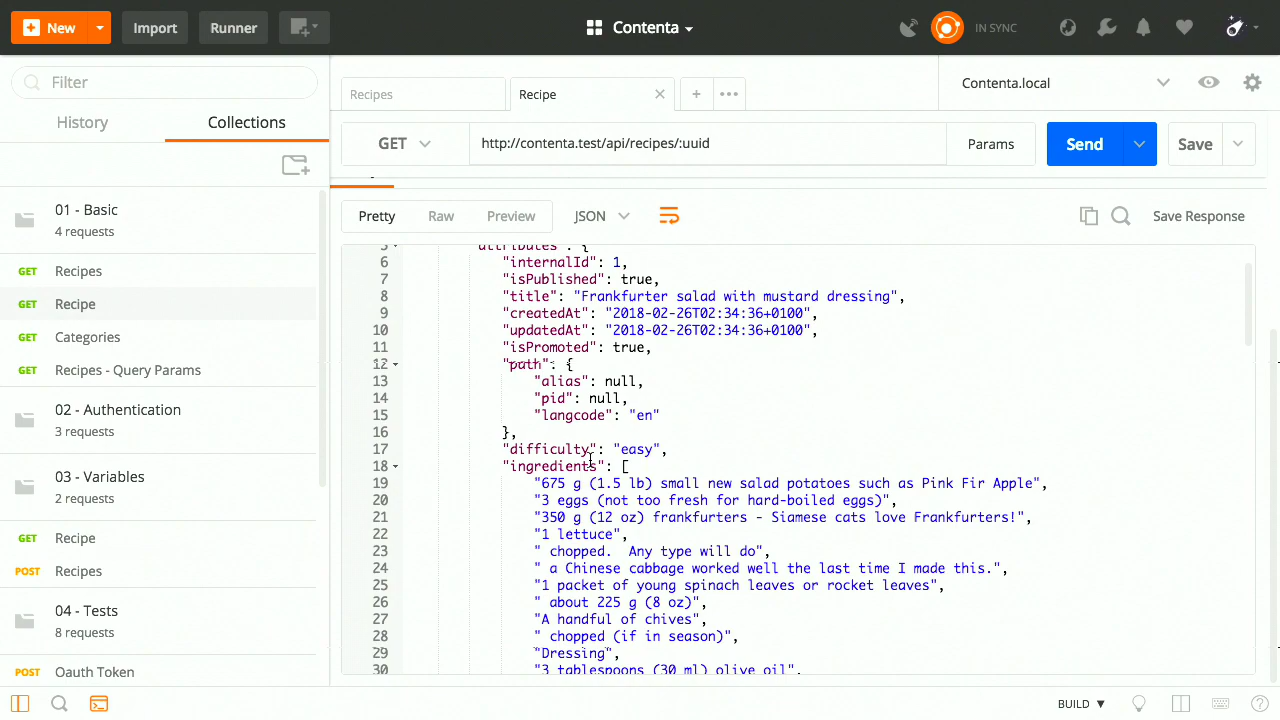 New
Import
Runner
Contenta
IN SYNC
Filter
History
Collections
01 - Basic
4 requests
GET Recipes
GET Recipe
GET Categories
GET Recipes - Query Params
02 - Authentication
3 requests
03 - Variables
2 requests
GET Recipe
POST Recipes
04 - Tests
8 requests
POST Oauth Token
Recipes
Recipe
Contenta.local
GET
http://contenta.test/api/recipes/:uuid
Params
Send
Save
Pretty
Raw
Preview
JSON
Save Response
5 "attributes": {
6 "internalId": 1,
7 "isPublished": true,
8 "title": "Frankfurter salad with mustard dressing",
9 "createdAt": "2018-02-26T02:34:36+0100",
10 "updatedAt": "2018-02-26T02:34:36+0100",
11 "isPromoted": true,
12 "path": {
13 "alias": null,
14 "pid": null,
15 "langcode": "en"
16 },
17 "difficulty": "easy",
18 "ingredients": [
19 "675 g (1.5 lb) small new salad potatoes such as Pink Fir Apple",
20 "3 eggs (not too fresh for hard-boiled eggs)",
21 "350 g (12 oz) frankfurters - Siamese cats love Frankfurters!",
22 "1 lettuce",
23 " chopped.  Any type will do",
24 " a Chinese cabbage worked well the last time I made this.",
25 "1 packet of young spinach leaves or rocket leaves",
26 " about 225 g (8 oz)",
27 "A handful of chives",
28 " chopped (if in season)",
29 "Dressing",
30 "3 tablespoons (30 ml) olive oil",
BUILD